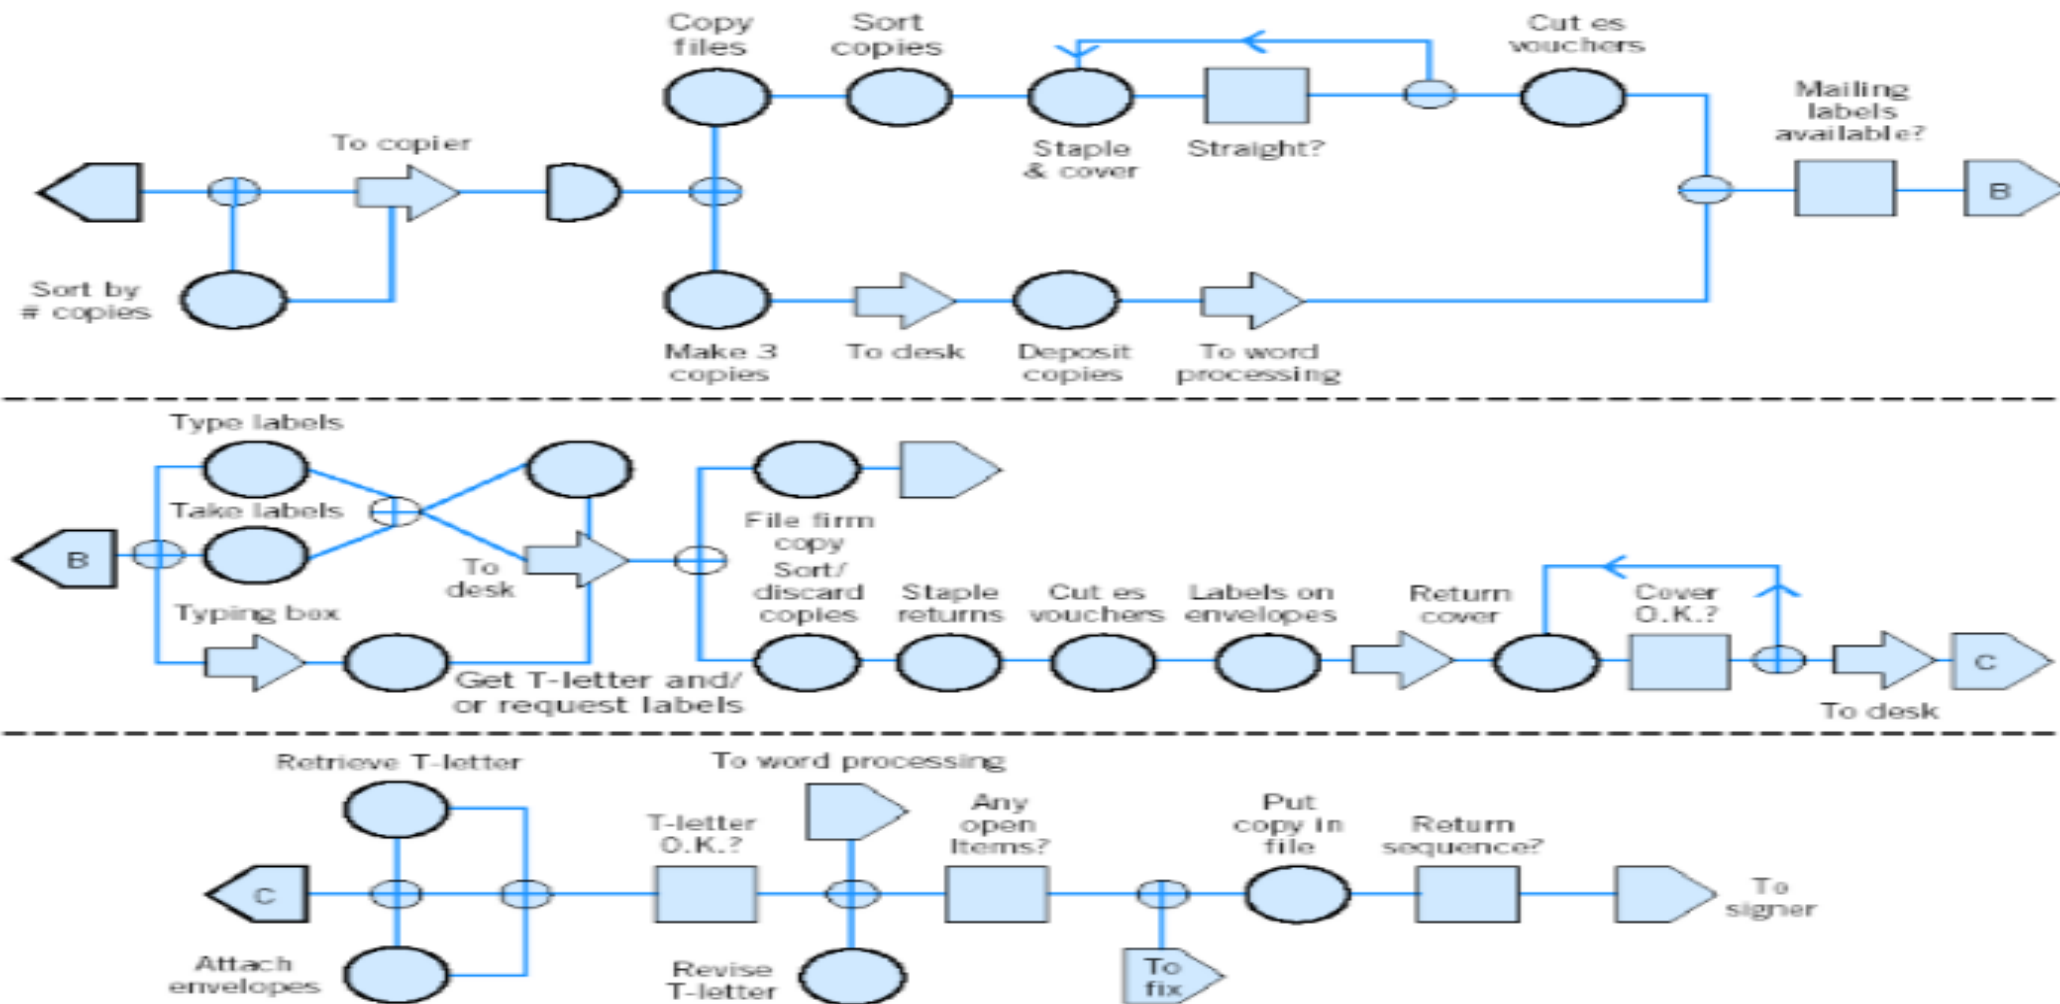 Copy
files
Sort
copies
Cut es
vouchers
Mailing
labels
available?
To copier
Staple
& cover
Straight?
B
Sort by
# copies
Make 3
copies
To desk
Deposit
copies
To word
processing
Type labels
Take labels
B
To
desk
Typing box
Get T-letter and/
or request labels
File firm
copy
Sort/
discard
copies
Staple
returns
Cut es
vouchers
Labels on
envelopes
Return
cover
Cover
O.K.?
C
To desk
Retrieve T-letter
To word processing
T-letter
O.K.?
Any
open
Items?
Put
copy in
file
Return
sequence?
C
To
signer
Attach
envelopes
Revise
T-letter
To
fix